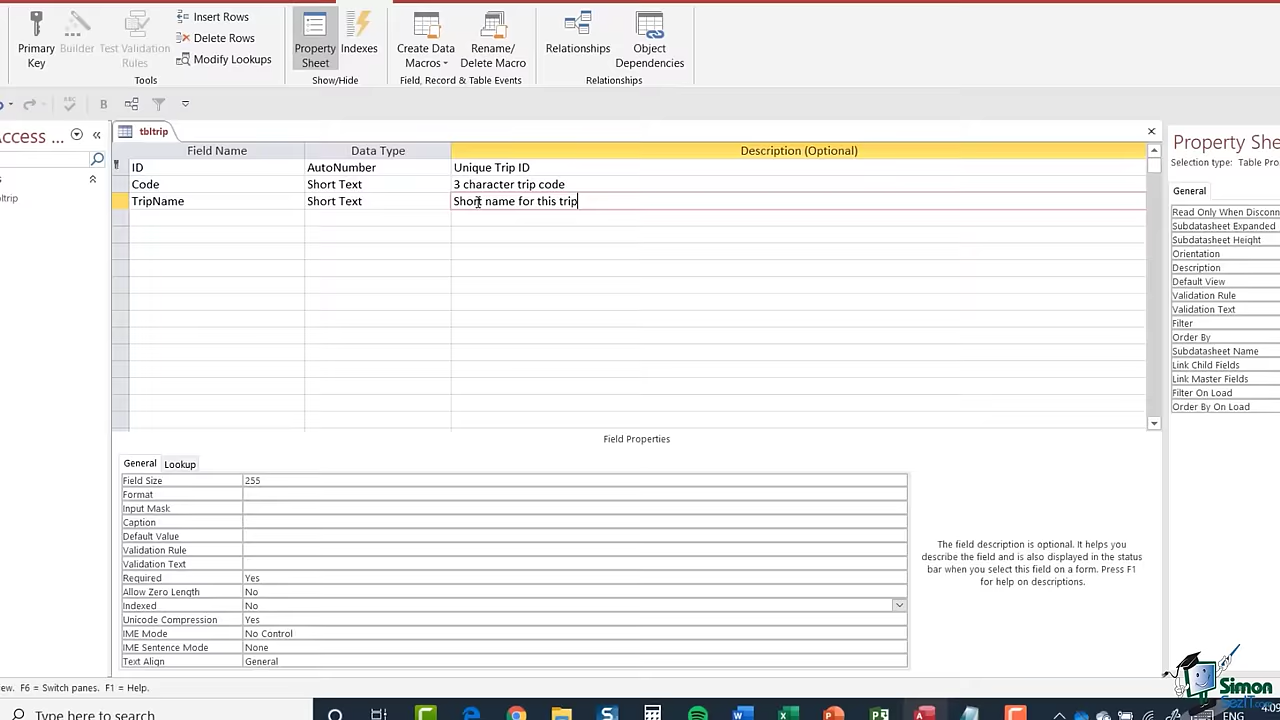 Primary Key
Builder
Test Validation Rules
Insert Rows
Delete Rows
Modify Lookups
Tools
Property Sheet
Indexes
Show/Hide
Create Data Macros
Rename/ Delete Macro
Field, Record & Table Events
Relationships
Object Dependencies
Relationships
ABC
B
Access ...
tbltrip
Field Name Data Type Description (Optional)
ID AutoNumber Unique Trip ID
Code Short Text 3 character trip code
TripName Short Text Short name for this trip
Field Properties
General Lookup
Field Size 255
Format
Input Mask
Caption
Default Value
Validation Rule
Validation Text
Required Yes
Allow Zero Length No
Indexed No
Unicode Compression Yes
IME Mode No Control
IME Sentence Mode None
Text Align General
The field description is optional. It helps you
describe the field and is also displayed in the status
bar when you select this field on a form. Press F1
for help on descriptions.
Property She
Selection type: Table Pro
General
Read Only When Disconn
Subdatasheet Expanded
Subdatasheet Height
Orientation
Description
Default View
Validation Rule
Validation Text
Filter
Order By
Subdatasheet Name
Link Child Fields
Link Master Fields
Filter On Load
Order By On Load
ew. F6 = Switch panes. F1 = Help.
Simon
Sez IT
Type here to search
ENG
4:09